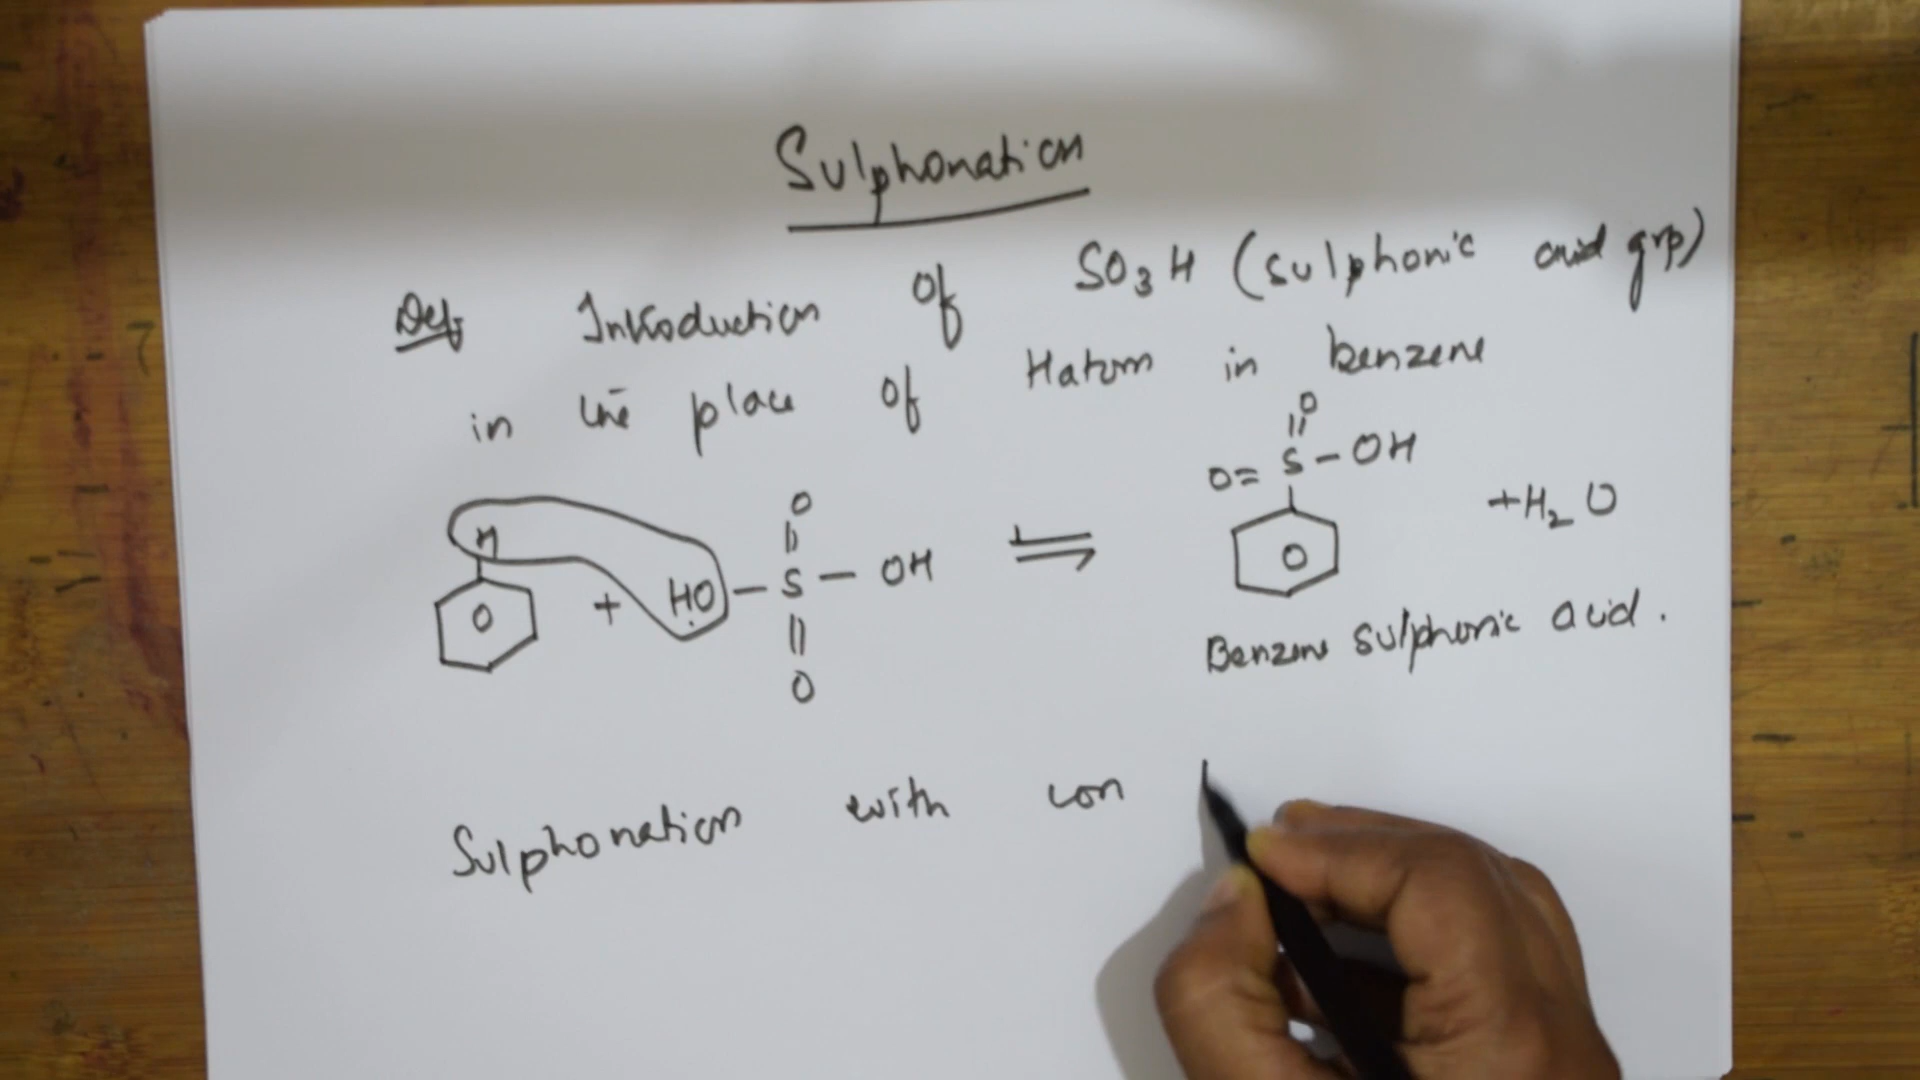 Sulphonation
Def Introduction of SO3H (sulphonic acid grp)
in the place of H atom in benzene
O
O= S - OH
O
H
+ HO - S - OH ⇌ +H2O
O
Benzene sulphonic acid.
Sulphonation with con